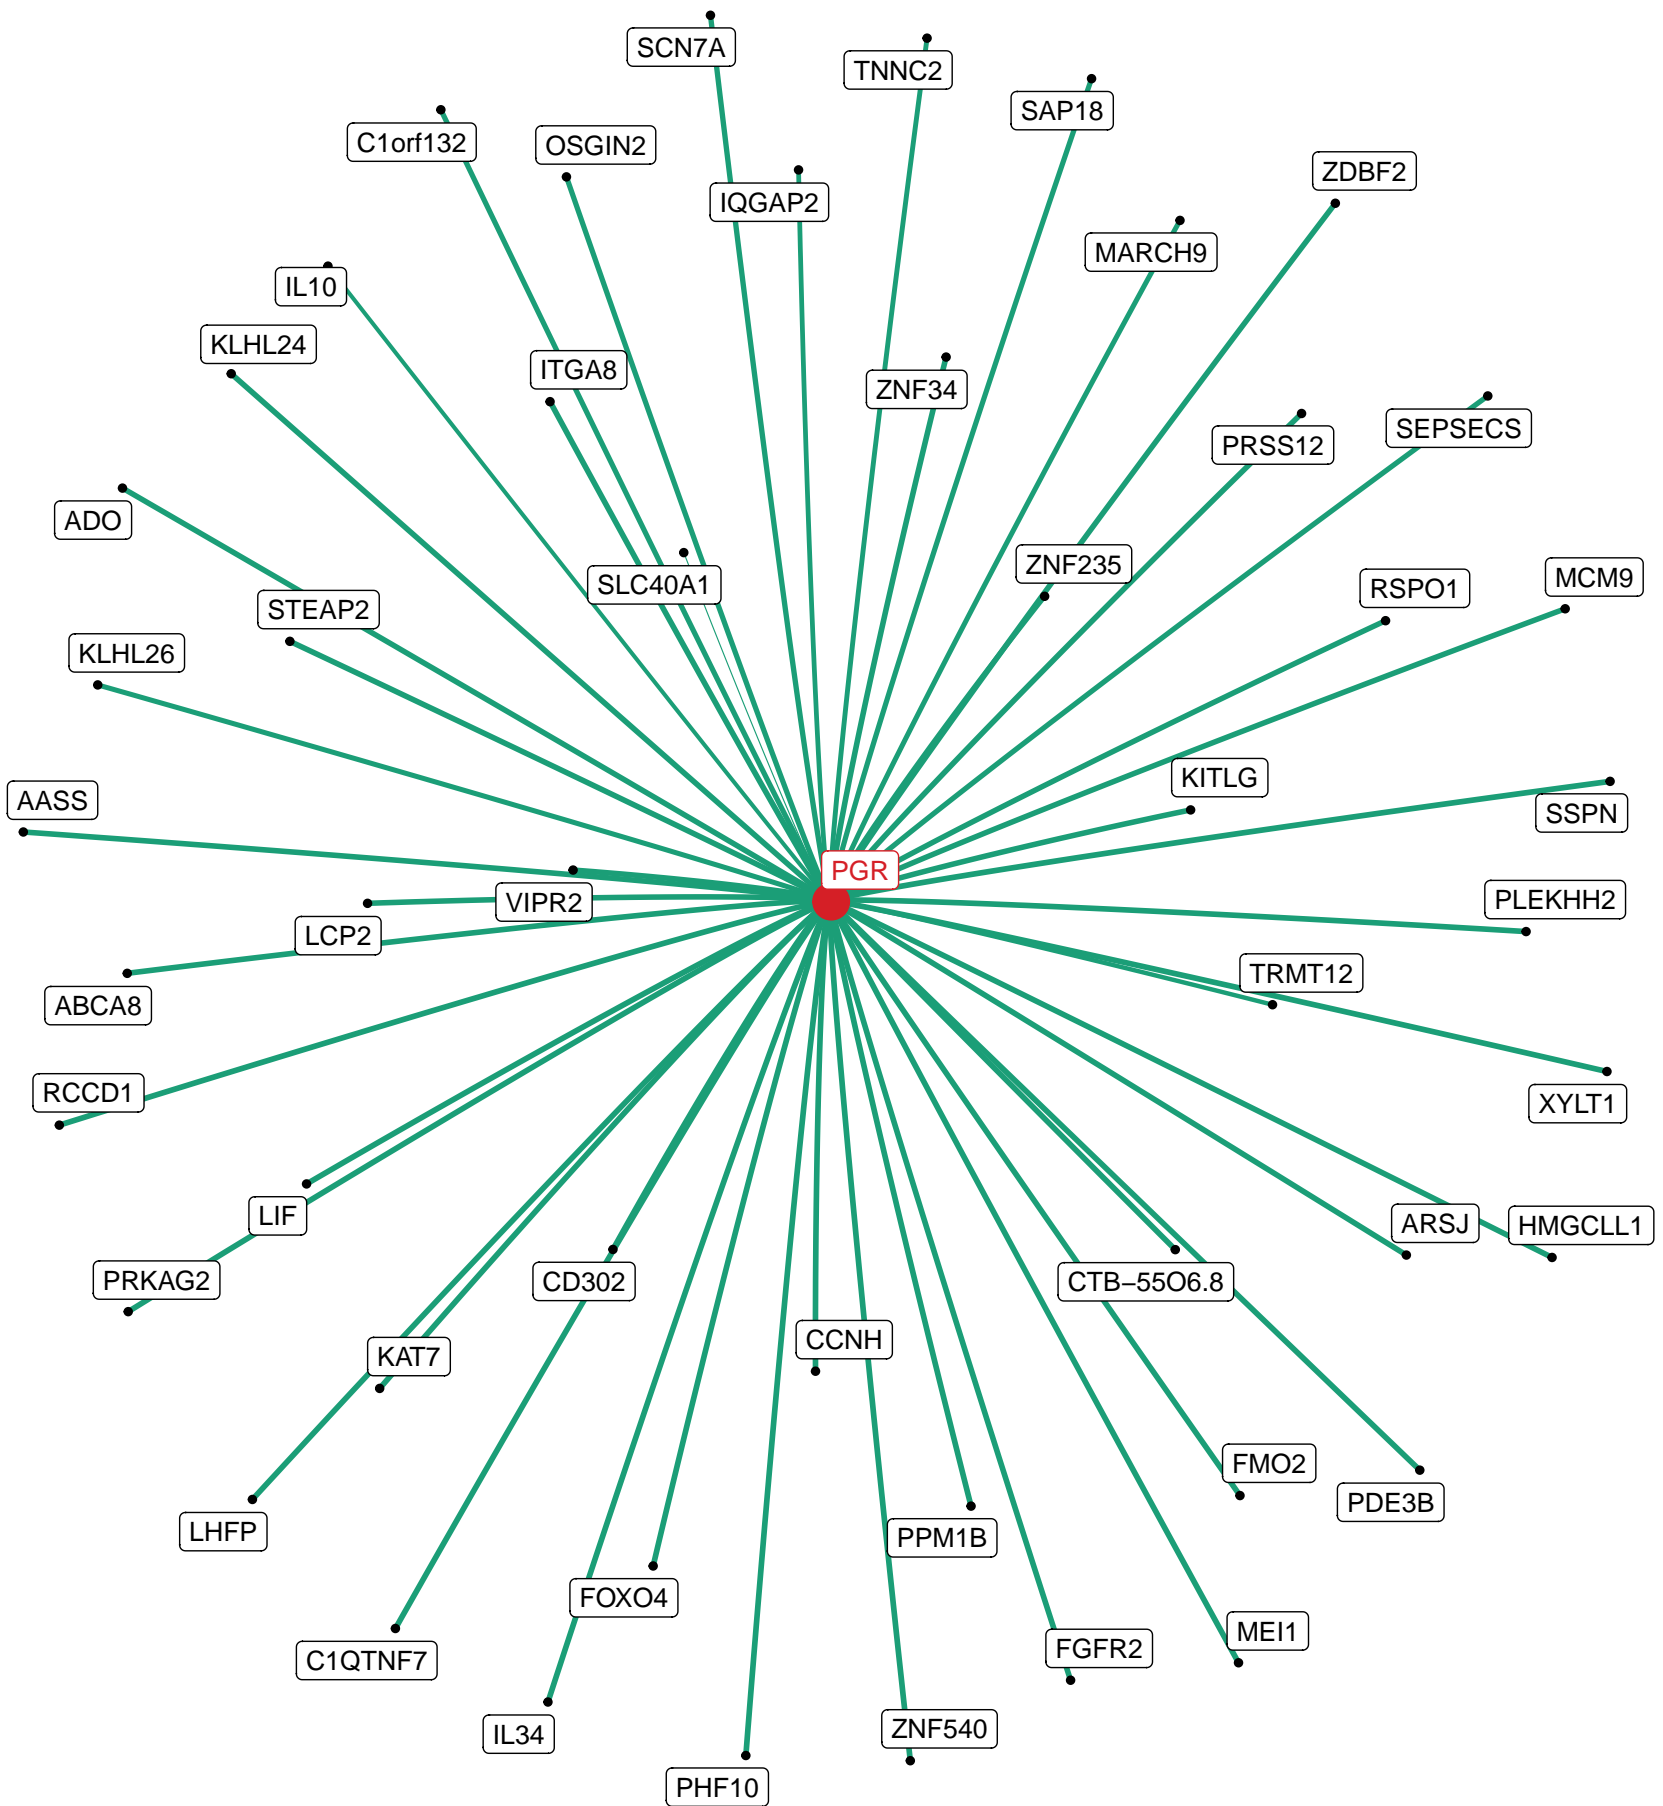 SCN7A
TNNC2
SAP18
C1orf132
OSGIN2
ZDBF2
IQGAP2
MARCH9
IL10
KLHL24
ITGA8
ZNF34
SEPSECS
PRSS12
ADO
ZNF235
MCM9
SLC40A1
RSPO1
STEAP2
KLHL26
KITLG
AASS
SSPN
PGR
PLEKHH2
VIPR2
LCP2
TRMT12
ABCA8
RCCD1
XYLT1
LIF
ARSJ
HMGCLL1
PRKAG2
CD302
CTB–55O6.8
CCNH
KAT7
FMO2
PDE3B
LHFP
PPM1B
FOXO4
MEI1
FGFR2
C1QTNF7
ZNF540
IL34
PHF10